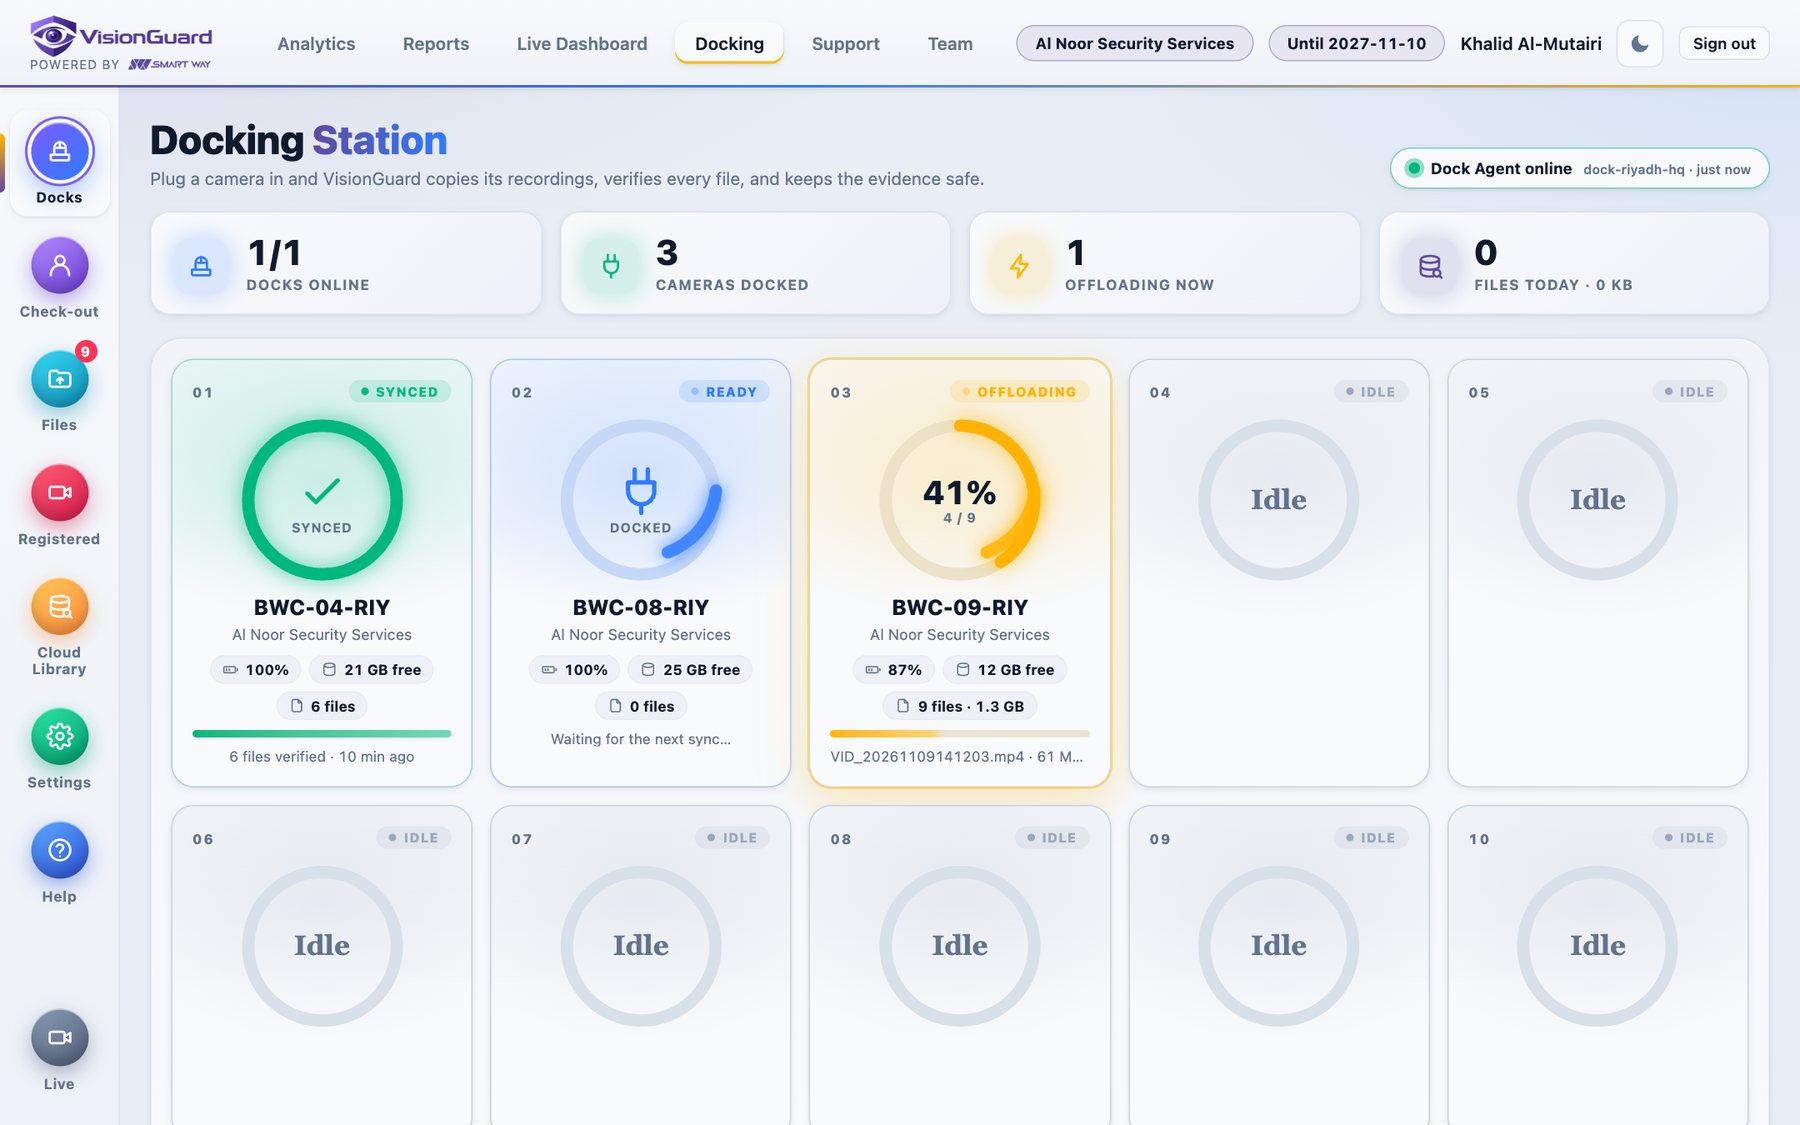 VisionGuard
POWERED BY SMART WAY
Analytics
Reports
Live Dashboard
Docking
Support
Team
Al Noor Security Services
Until 2027-11-10
Khalid Al-Mutairi
Sign out
Docks
Check-out
9
Files
Registered
Cloud
Library
Settings
Help
Live
Docking Station
Plug a camera in and VisionGuard copies its recordings, verifies every file, and keeps the evidence safe.
Dock Agent online dock-riyadh-hq · just now
1/1
DOCKS ONLINE
3
CAMERAS DOCKED
1
OFFLOADING NOW
0
FILES TODAY · 0 KB
01
SYNCED
SYNCED
BWC-04-RIY
Al Noor Security Services
100%
21 GB free
6 files
6 files verified · 10 min ago
02
READY
DOCKED
BWC-08-RIY
Al Noor Security Services
100%
25 GB free
0 files
Waiting for the next sync...
03
OFFLOADING
41%
4 / 9
BWC-09-RIY
Al Noor Security Services
87%
12 GB free
9 files · 1.3 GB
VID_20261109141203.mp4 · 61 M...
04
IDLE
Idle
05
IDLE
Idle
06
IDLE
Idle
07
IDLE
Idle
08
IDLE
Idle
09
IDLE
Idle
10
IDLE
Idle